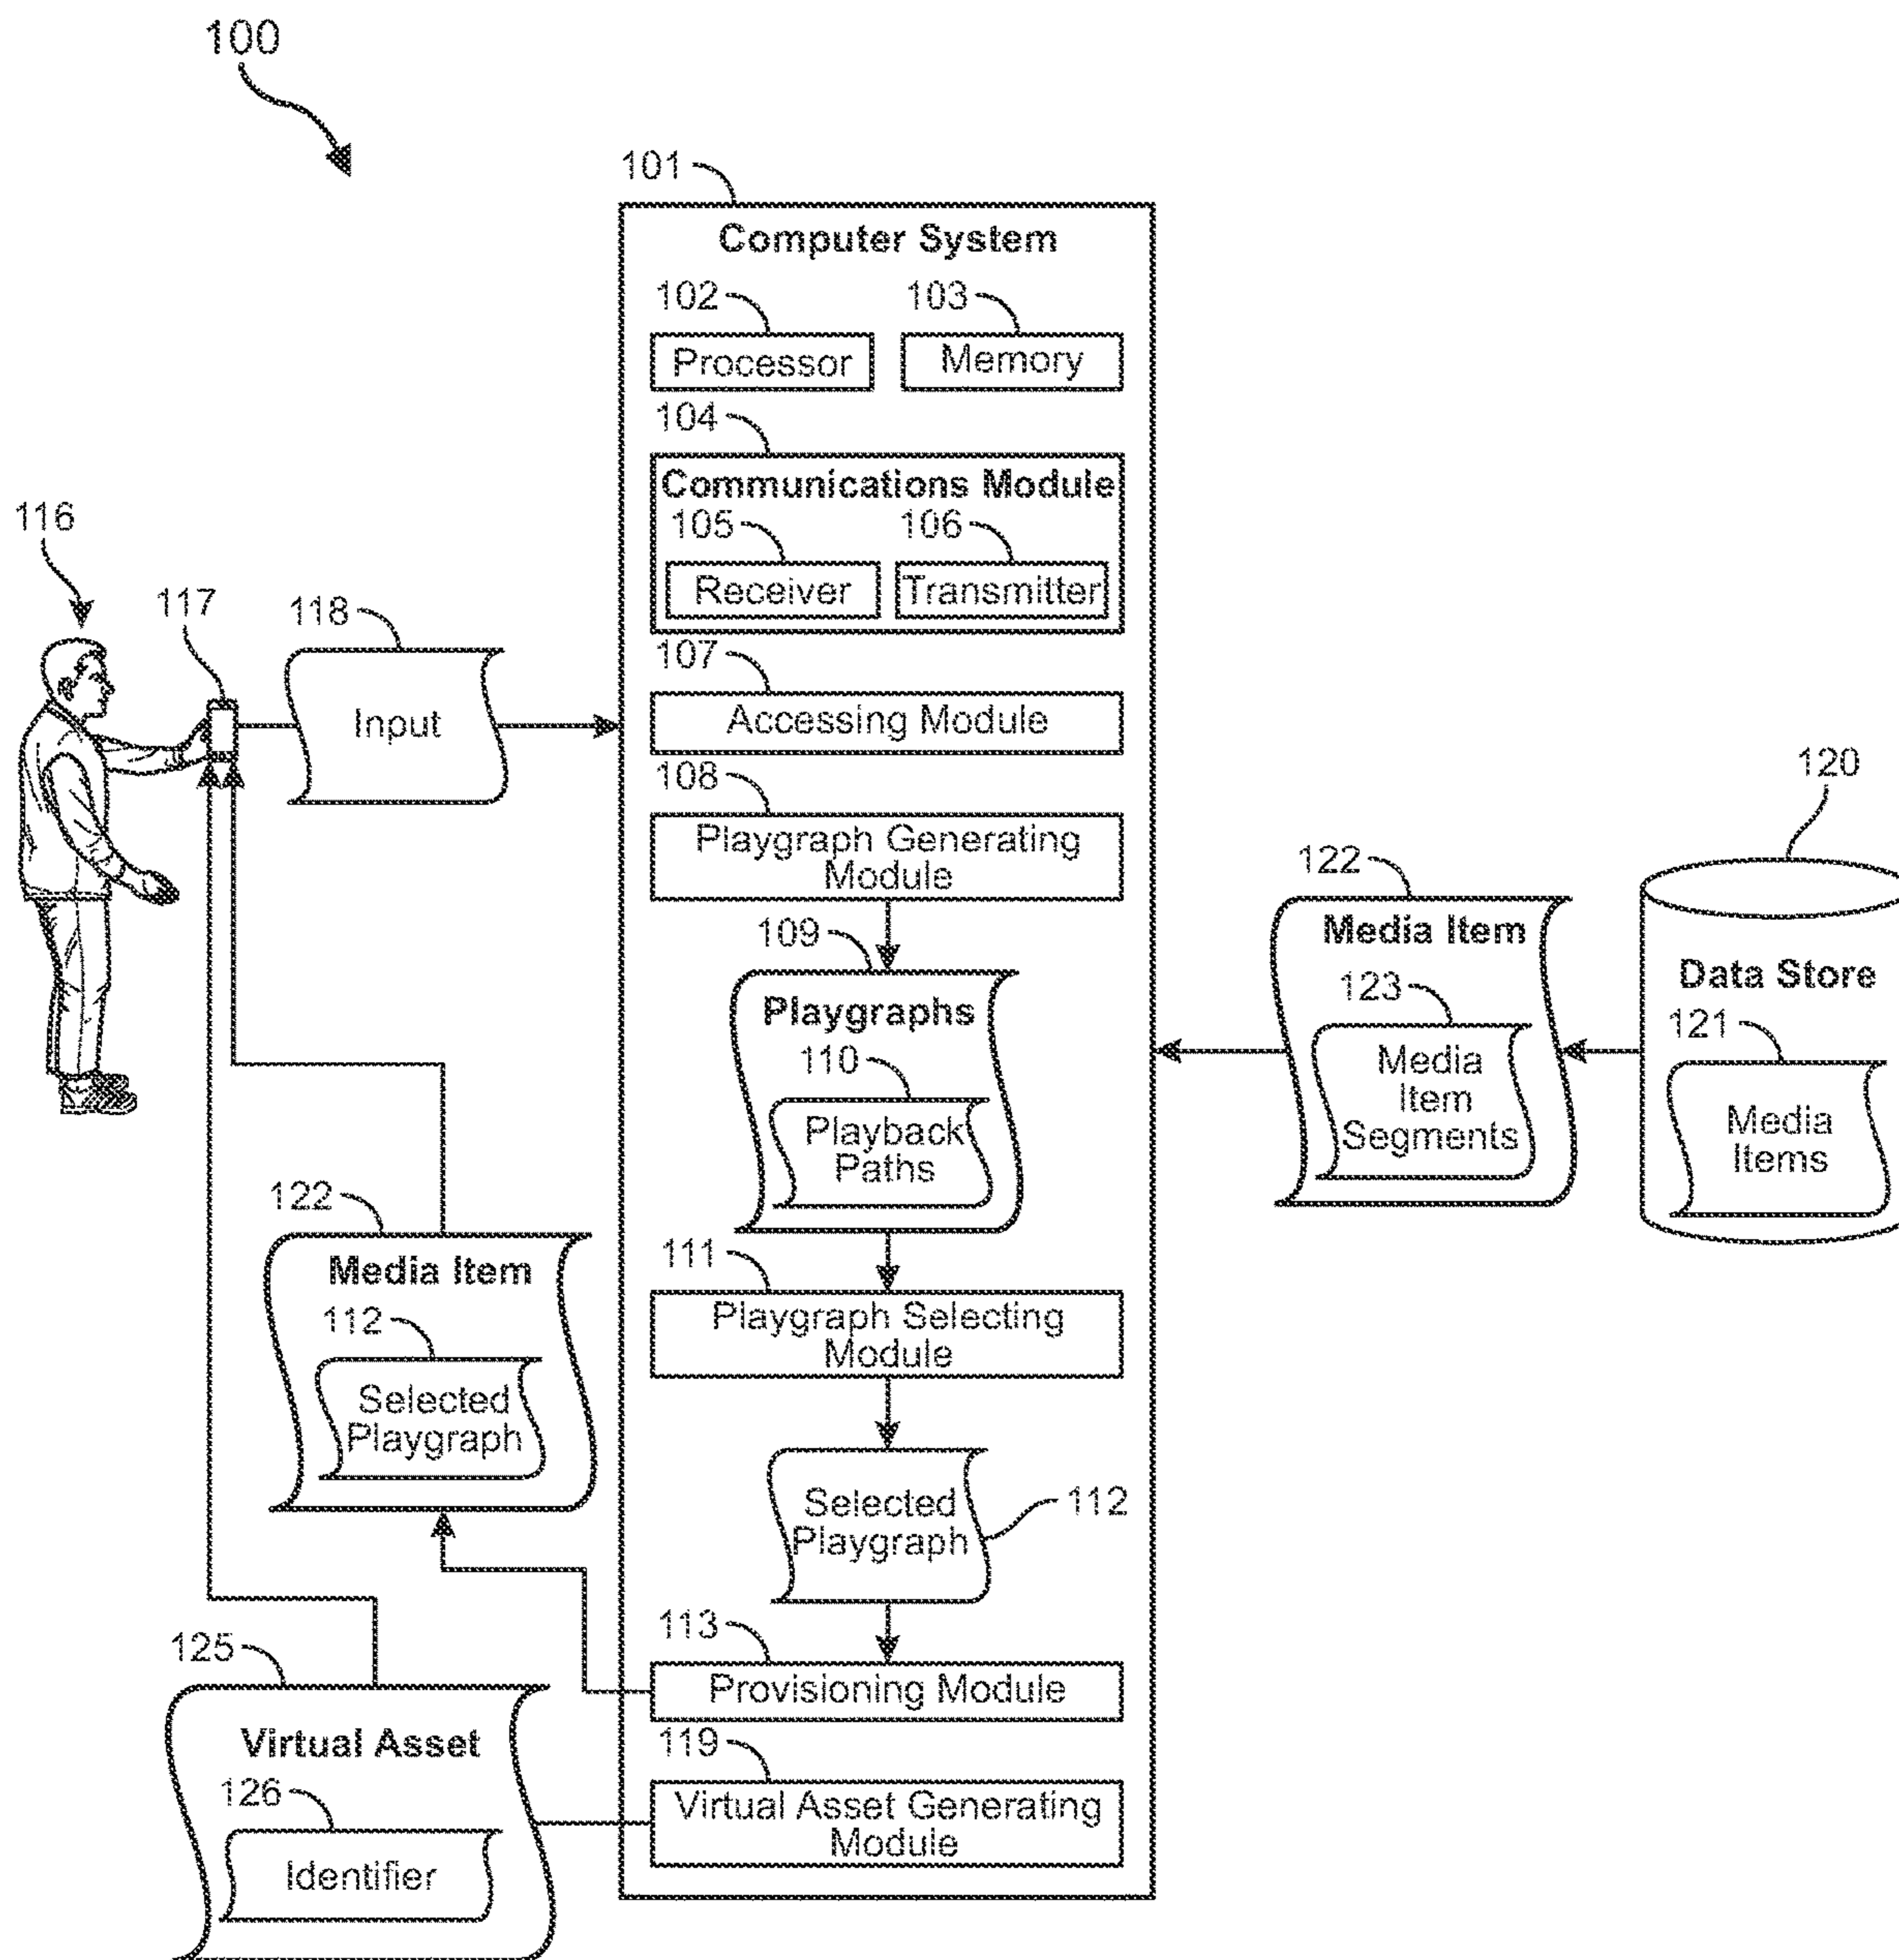 100
101
Computer System
102
103
Processor
Memory
104
Communications Module
105
106
Receiver
Transmitter
107
Accessing Module
108
Playgraph Generating
Module
109
Playgraphs
110
Playback
Paths
111
Playgraph Selecting
Module
Selected
Playgraph
112
113
Provisioning Module
119
Virtual Asset Generating
Module
116
117
118
Input
122
Media Item
112
Selected
Playgraph
125
Virtual Asset
126
Identifier
122
Media Item
123
Media
Item
Segments
120
Data Store
121
Media
Items